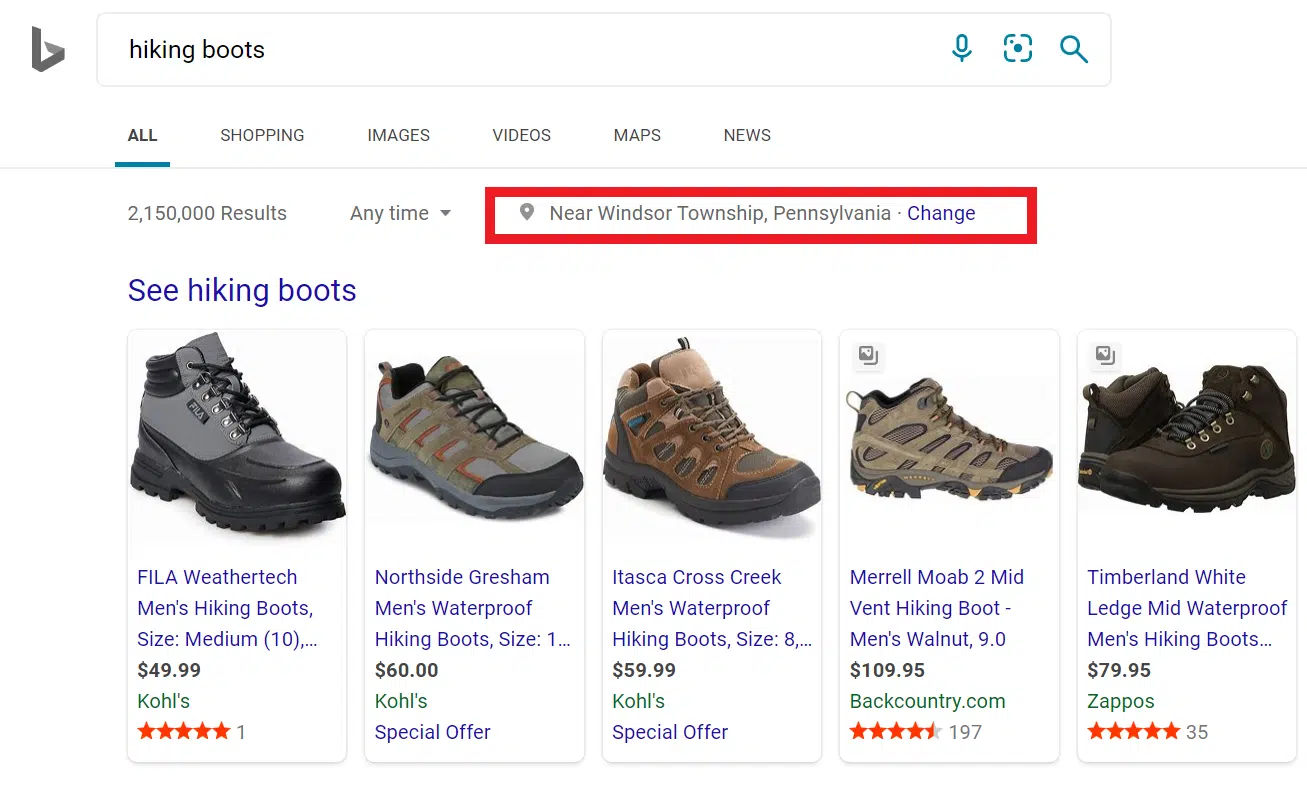 hiking boots
ALL SHOPPING IMAGES VIDEOS MAPS NEWS
2,150,000 Results Any time Near Windsor Township, Pennsylvania · Change
See hiking boots
FILA
FILA Weathertech
Men's Hiking Boots,
Size: Medium (10),...
$49.99
Kohl's
1
Northside Gresham
Men's Waterproof
Hiking Boots, Size: 1...
$60.00
Kohl's
Special Offer
Itasca Cross Creek
Men's Waterproof
Hiking Boots, Size: 8,...
$59.99
Kohl's
Special Offer
Merrell Moab 2 Mid
Vent Hiking Boot -
Men's Walnut, 9.0
$109.95
Backcountry.com
197
Timberland White
Ledge Mid Waterproof
Men's Hiking Boots...
$79.95
Zappos
35